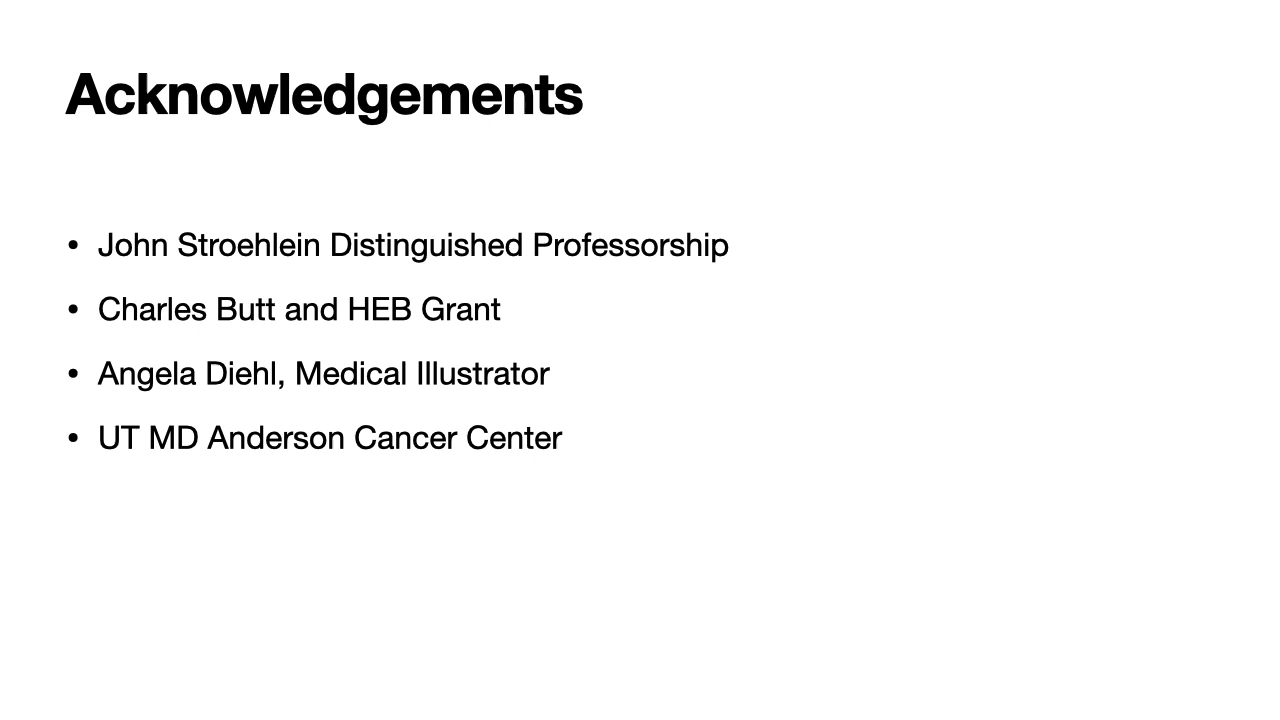 Acknowledgements
• John Stroehlein Distinguished Professorship
• Charles Butt and HEB Grant
• Angela Diehl, Medical Illustrator
• UT MD Anderson Cancer Center